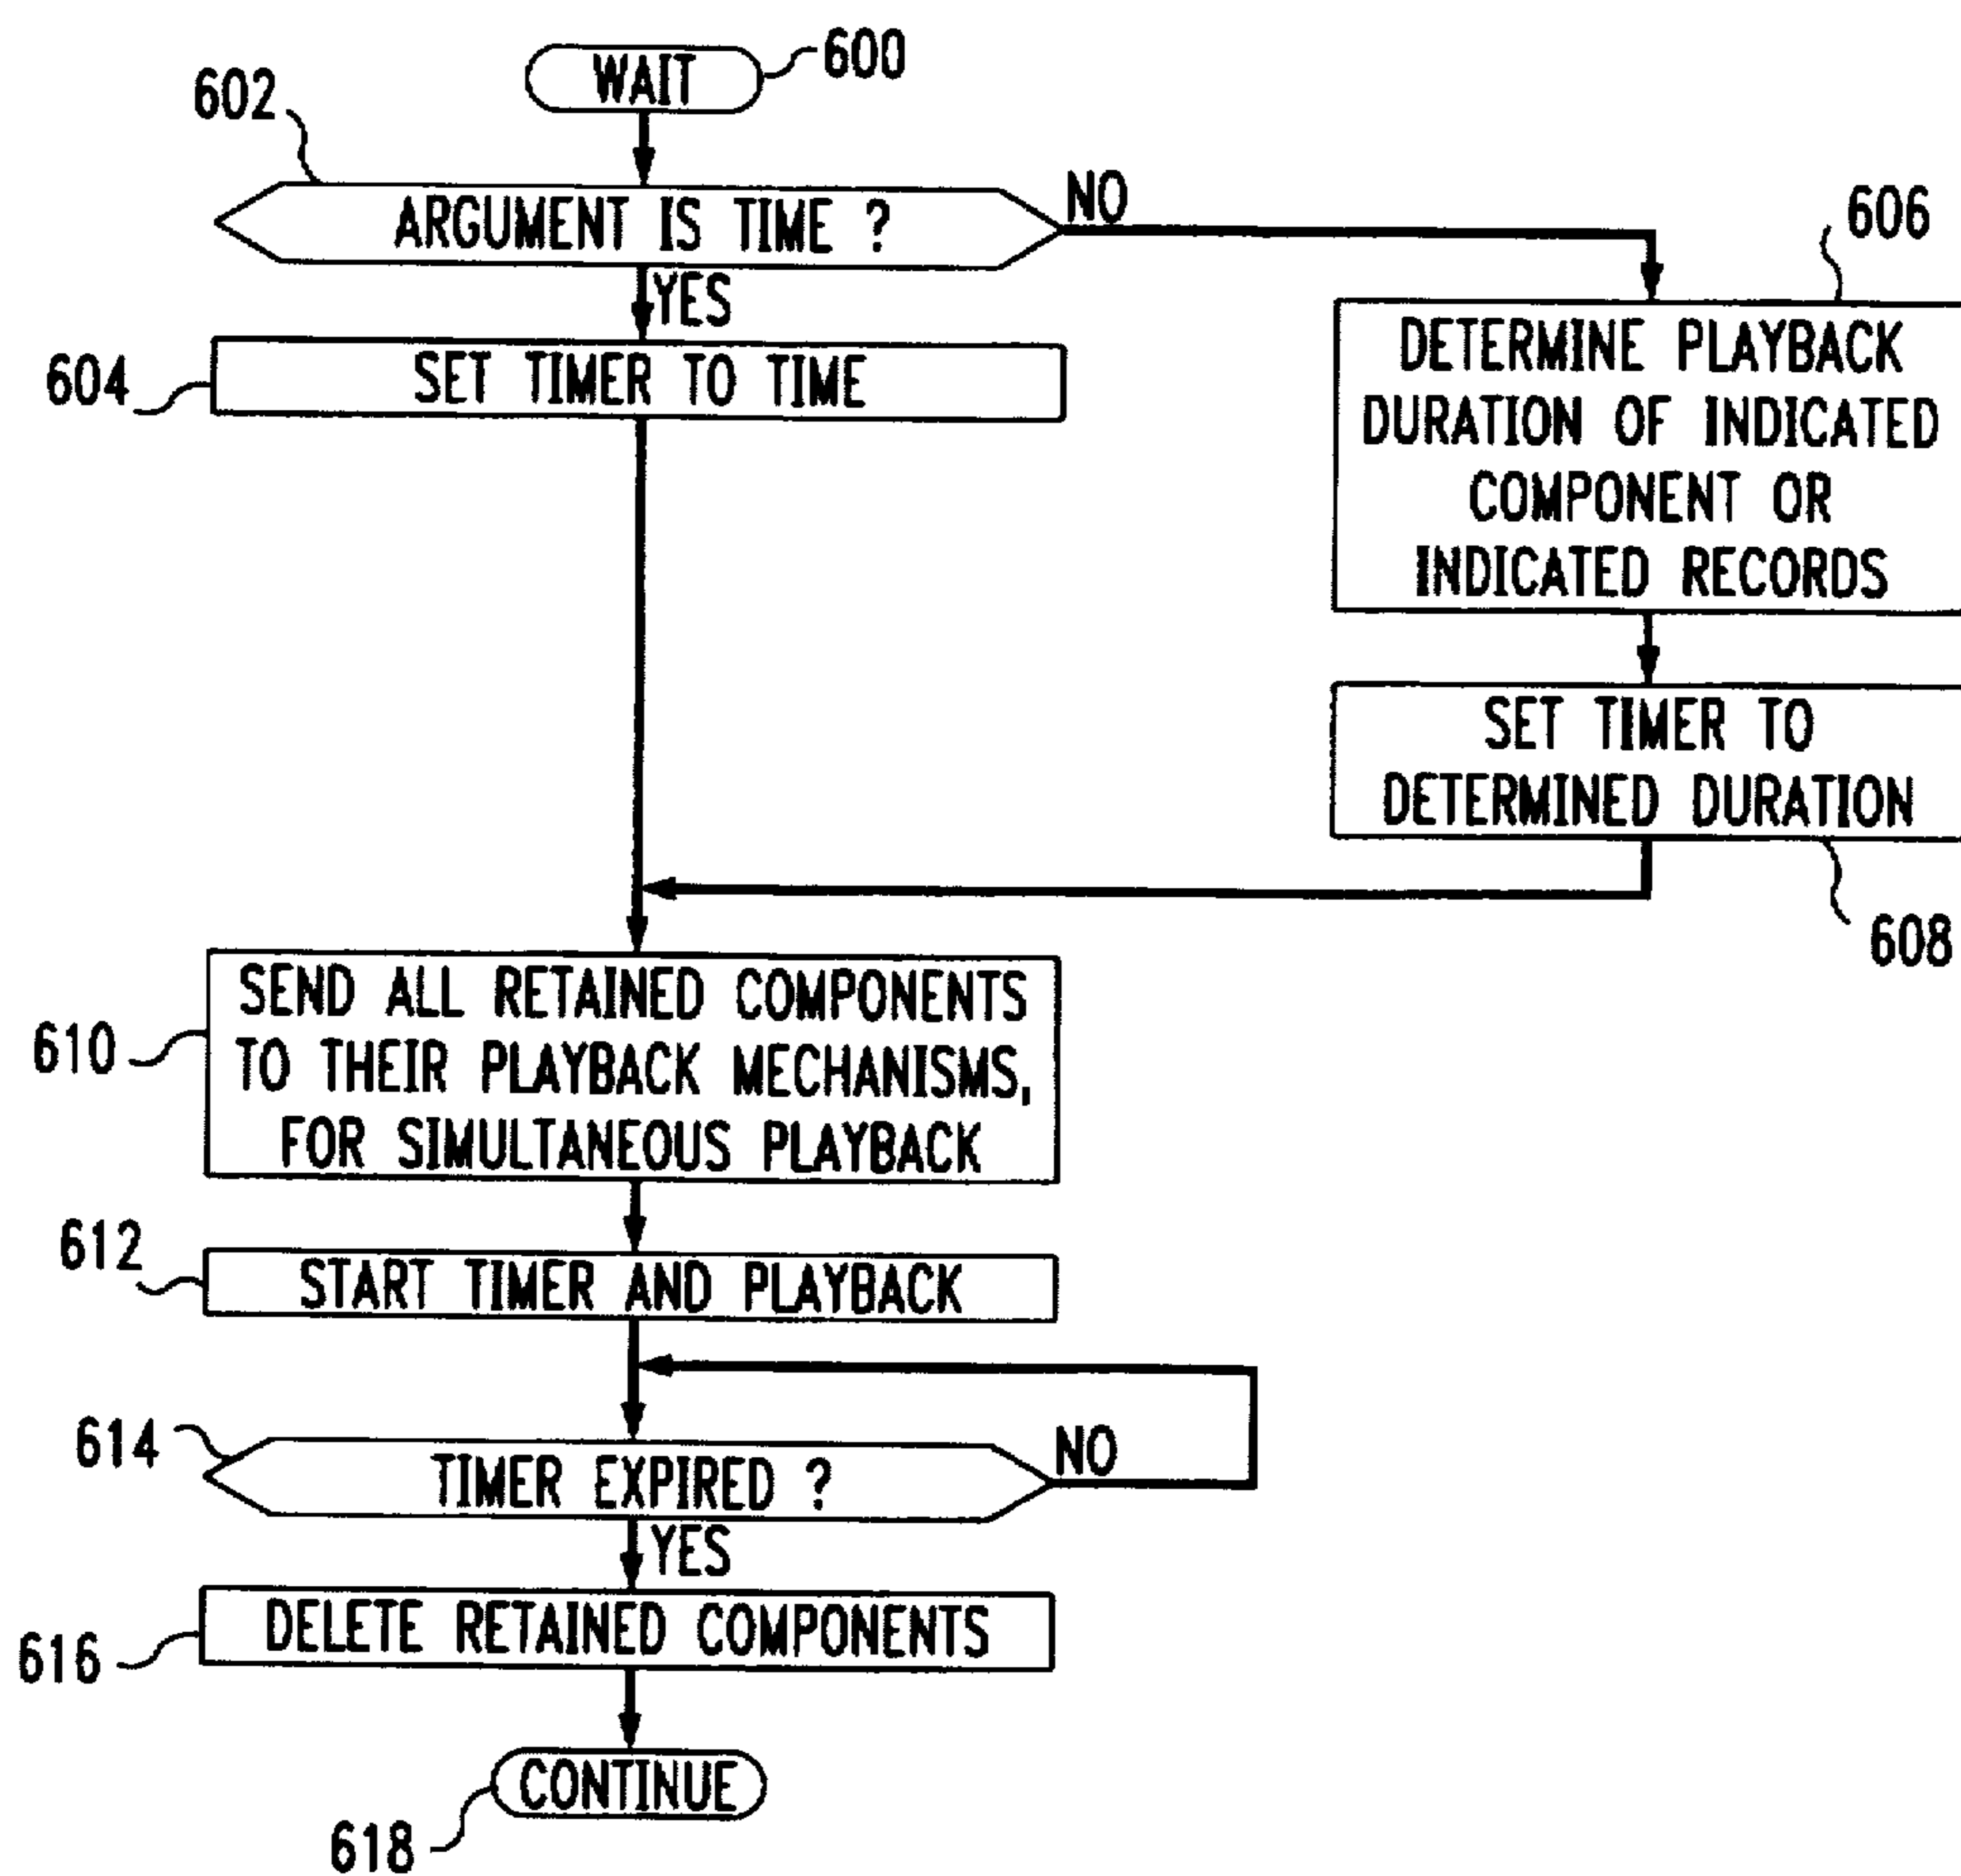 WAIT
600
602
ARGUMENT IS TIME ?
NO
YES
606
604
SET TIMER TO TIME
DETERMINE PLAYBACK
DURATION OF INDICATED
COMPONENT OR
INDICATED RECORDS
SET TIMER TO
DETERMINED DURATION
608
610
SEND ALL RETAINED COMPONENTS
TO THEIR PLAYBACK MECHANISMS,
FOR SIMULTANEOUS PLAYBACK
612
START TIMER AND PLAYBACK
614
TIMER EXPIRED ?
NO
YES
616
DELETE RETAINED COMPONENTS
CONTINUE
618